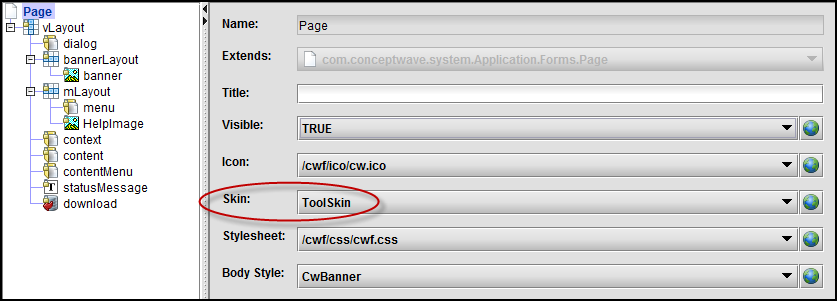 Page
vLayout
dialog
bannerLayout
banner
mLayout
menu
HelpImage
context
content
contentMenu
T statusMessage
download
Name: Page
Extends: com.conceptwave.system.Application.Forms.Page
Title:
Visible: TRUE
Icon: /cwf/ico/cw.ico
Skin: ToolSkin
Stylesheet: /cwf/css/cwf.css
Body Style: CwBanner